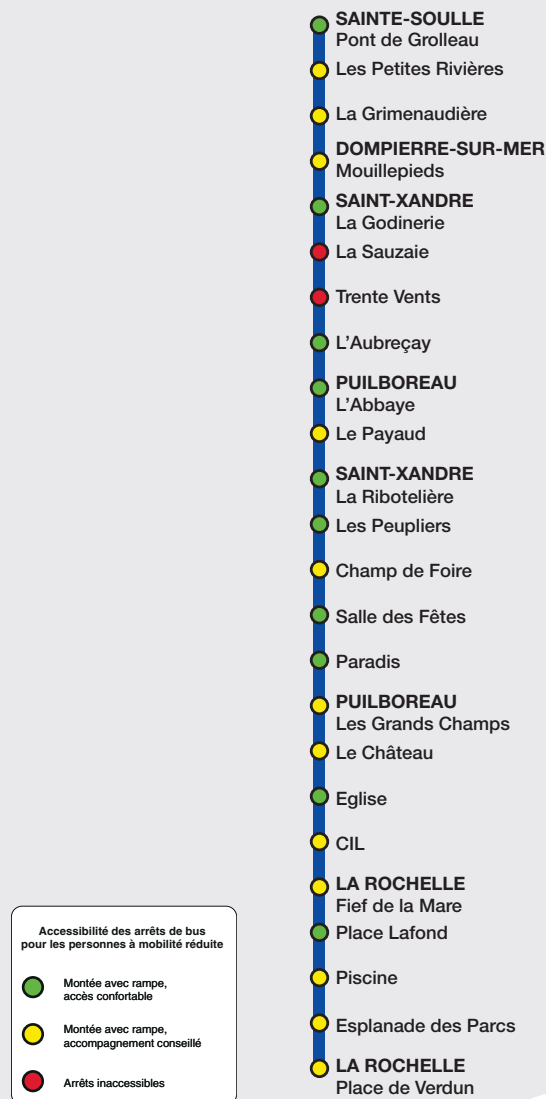 SAINTE-SOULLE
Pont de Grolleau
Les Petites Rivières
La Grimenaudière
DOMPIERRE-SUR-MER
Mouillepieds
SAINT-XANDRE
La Godinerie
La Sauzaie
Trente Vents
L'Aubreçay
PUILBOREAU
L'Abbaye
Le Payaud
SAINT-XANDRE
La Ribotelière
Les Peupliers
Champ de Foire
Salle des Fêtes
Paradis
PUILBOREAU
Les Grands Champs
Le Château
Eglise
CIL
LA ROCHELLE
Fief de la Mare
Place Lafond
Piscine
Esplanade des Parcs
LA ROCHELLE
Place de Verdun
Accessibilité des arrêts de bus
pour les personnes à mobilité réduite
Montée avec rampe,
accès confortable
Montée avec rampe,
accompagnement conseillé
Arrêts inaccessibles